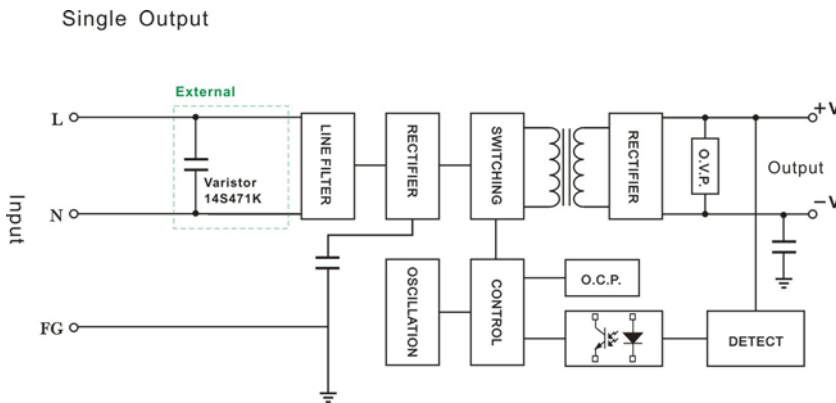 Single Output
External
L
+V
LINE FILTER
RECTIFIER
SWITCHING
RECTIFIER
O.V.P.
Varistor
14S471K
Output
Input
N
−V
OSCILLATION
CONTROL
O.C.P.
FG
DETECT